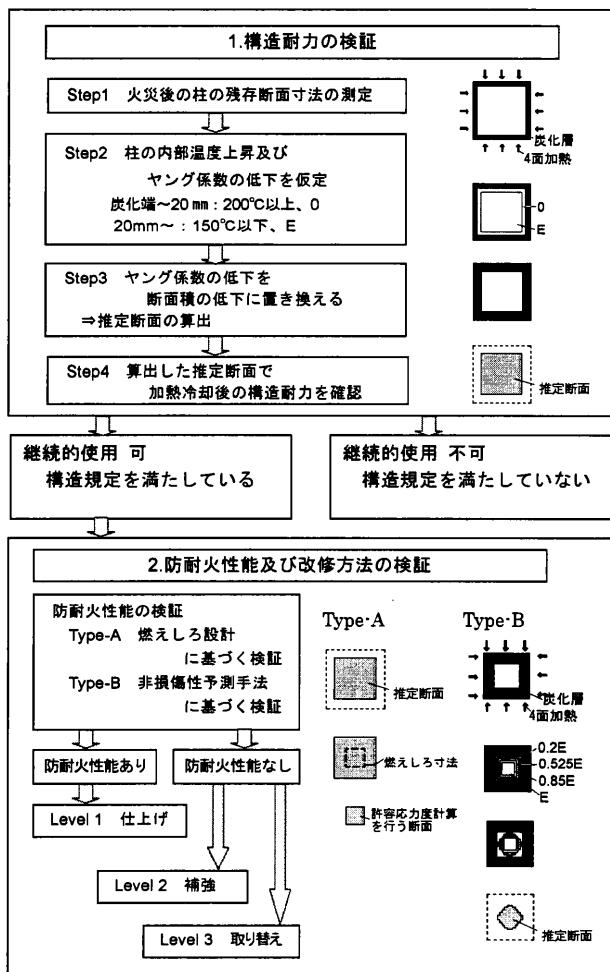 1.構造耐力の検証
Step1 火災後の柱の残存断面寸法の測定
炭化層
4面加熱
Step2 柱の内部温度上昇及び
ヤング係数の低下を仮定
炭化端~20㎜:200℃以上、0
20mm~:150℃以下、E
0
E
Step3 ヤング係数の低下を
断面積の低下に置き換える
⇒推定断面の算出
Step4 算出した推定断面で
加熱冷却後の構造耐力を確認
推定断面
継続的使用 可
構造規定を満たしている
継続的使用 不可
構造規定を満たしていない
2.防耐火性能及び改修方法の検証
防耐火性能の検証
Type-A 燃えしろ設計
に基づく検証
Type-B 非損傷性予測手法
に基づく検証
防耐火性能あり
防耐火性能なし
Level 1 仕上げ
Level 2 補強
Level 3 取り替え
Type・A
推定断面
燃えしろ寸法
許容応力度計算
を行う断面
Type・B
炭化層
4面加熱
0.2E
0.525E
0.85E
E
推定断面